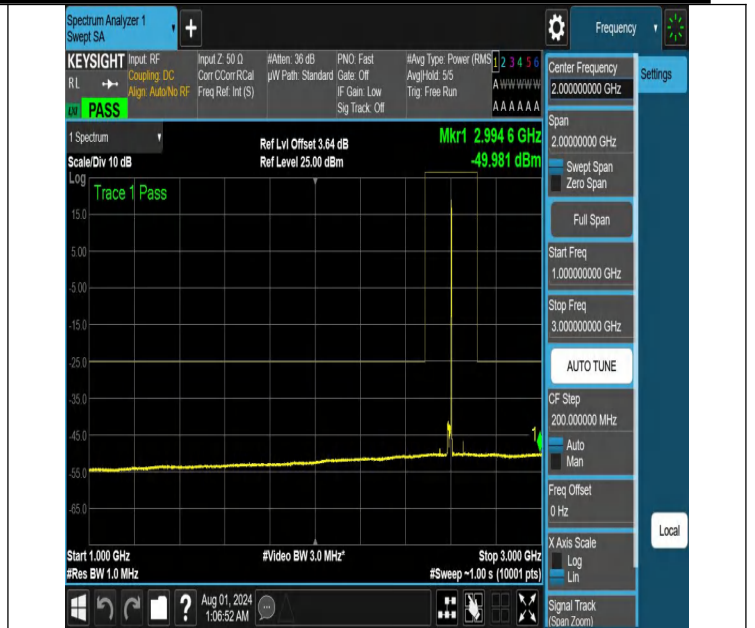 Spectrum Analyzer 1
Swept SA
+
Frequency
KEYSIGHT
RL
PASS
Input: RF
Coupling: DC
Align: Auto/No RF
Input Z: 50 Ω
Corr CCorr RCal
Freq Ref: Int (S)
#Atten: 36 dB
µW Path: Standard
PNO: Fast
Gate: Off
IF Gain: Low
Sig Track: Off
#Avg Type: Power (RMS
Avg|Hold: 5/5
Trig: Free Run
1 2 3 4 5 6
A W W W W W
A A A A A A
Center Frequency
2.000000000 GHz
Settings
1 Spectrum
Scale/Div 10 dB
Ref Lvl Offset 3.64 dB
Ref Level 25.00 dBm
Mkr1 2.994 6 GHz
-49.981 dBm
Span
2.00000000 GHz
Swept Span
Zero Span
Full Span
Start Freq
1.000000000 GHz
Stop Freq
3.000000000 GHz
AUTO TUNE
CF Step
200.000000 MHz
Auto
Man
Freq Offset
0 Hz
X Axis Scale
Log
Lin
Signal Track
(Span Zoom)
Local
Log
Trace 1 Pass
15.0
5.00
-5.00
-15.0
-25.0
-35.0
-45.0
-55.0
-65.0
1
Start 1.000 GHz
#Res BW 1.0 MHz
#Video BW 3.0 MHz*
Stop 3.000 GHz
#Sweep ~1.00 s (10001 pts)
?
Aug 01, 2024
1:06:52 AM